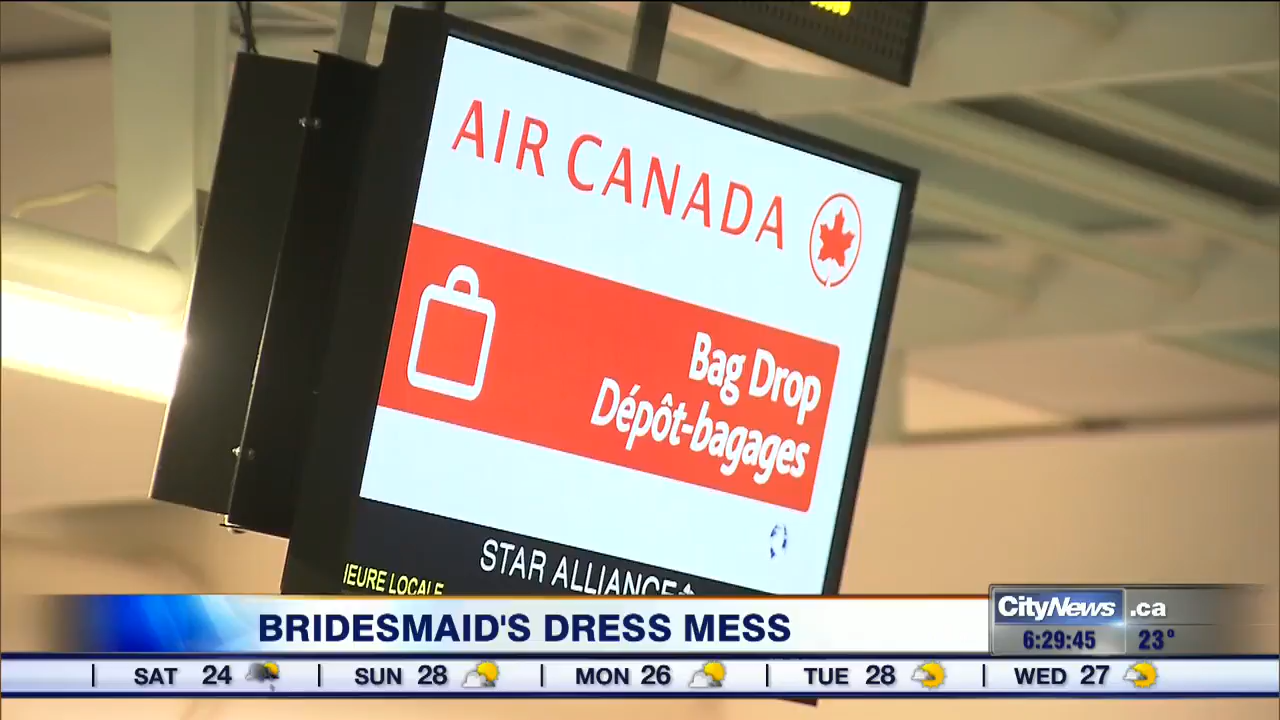 AIR CANADA
Bag Drop
Dépôt-bagages
STAR ALLIANCE
IEURE LOCALE
BRIDESMAID'S DRESS MESS
CityNews .ca
6:29:45 23°
SAT 24 SUN 28 MON 26 TUE 28 WED 27